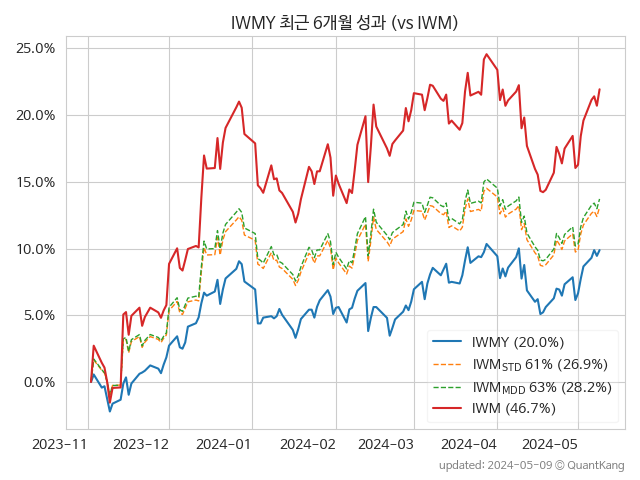 IWMY 최근 6개월 성과 (vs IWM)
25.0%
20.0%
15.0%
10.0%
5.0%
0.0%
IWMY (20.0%)
IWM_STD 61% (26.9%)
IWM_MDD 63% (28.2%)
IWM (46.7%)
2023-11 2023-12 2024-01 2024-02 2024-03 2024-04 2024-05
updated: 2024-05-09 © QuantKang